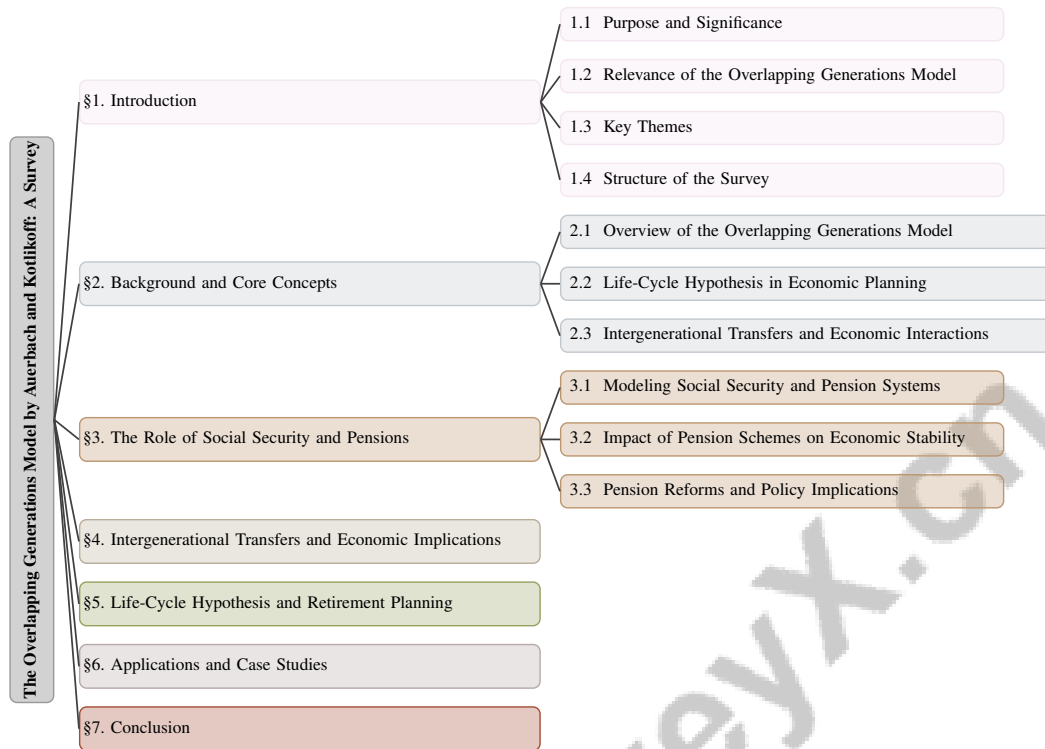 The Overlapping Generations Model by Auerbach and Kotlikoff: A Survey
§1. Introduction
1.1 Purpose and Significance
1.2 Relevance of the Overlapping Generations Model
1.3 Key Themes
1.4 Structure of the Survey
§2. Background and Core Concepts
2.1 Overview of the Overlapping Generations Model
2.2 Life-Cycle Hypothesis in Economic Planning
2.3 Intergenerational Transfers and Economic Interactions
§3. The Role of Social Security and Pensions
3.1 Modeling Social Security and Pension Systems
3.2 Impact of Pension Schemes on Economic Stability
3.3 Pension Reforms and Policy Implications
§4. Intergenerational Transfers and Economic Implications
§5. Life-Cycle Hypothesis and Retirement Planning
§6. Applications and Case Studies
§7. Conclusion